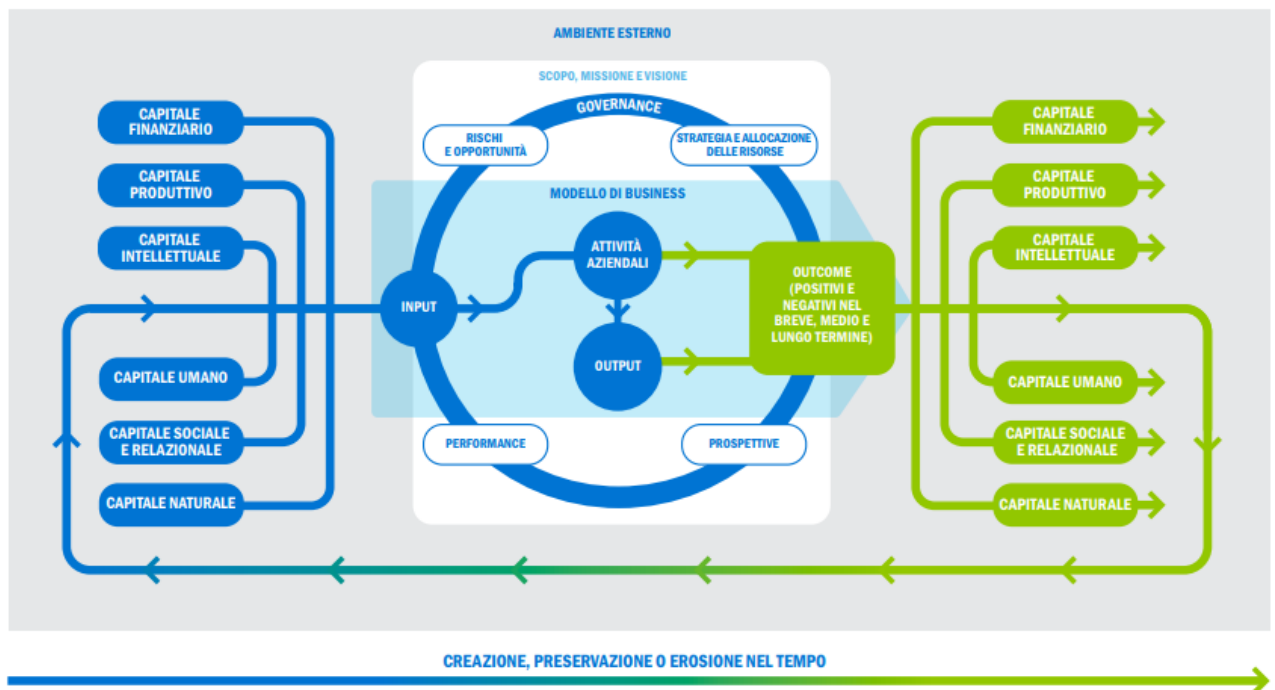 AMBIENTE ESTERNO
SCOPO, MISSIONE E VISIONE
GOVERNANCE
CAPITALE
FINANZIARIO
CAPITALE
PRODUTTIVO
CAPITALE
INTELLETTUALE
CAPITALE UMANO
CAPITALE SOCIALE
E RELAZIONALE
CAPITALE NATURALE
RISCHI
E OPPORTUNITÀ
STRATEGIA E ALLOCAZIONE
DELLE RISORSE
MODELLO DI BUSINESS
INPUT
ATTIVITÀ
AZIENDALI
OUTPUT
OUTCOME
(POSITIVI E
NEGATIVI NEL
BREVE, MEDIO E
LUNGO TERMINE)
PERFORMANCE
PROSPETTIVE
CAPITALE
FINANZIARIO
CAPITALE
PRODUTTIVO
CAPITALE
INTELLETTUALE
CAPITALE UMANO
CAPITALE SOCIALE
E RELAZIONALE
CAPITALE NATURALE
CREAZIONE, PRESERVAZIONE O EROSIONE NEL TEMPO